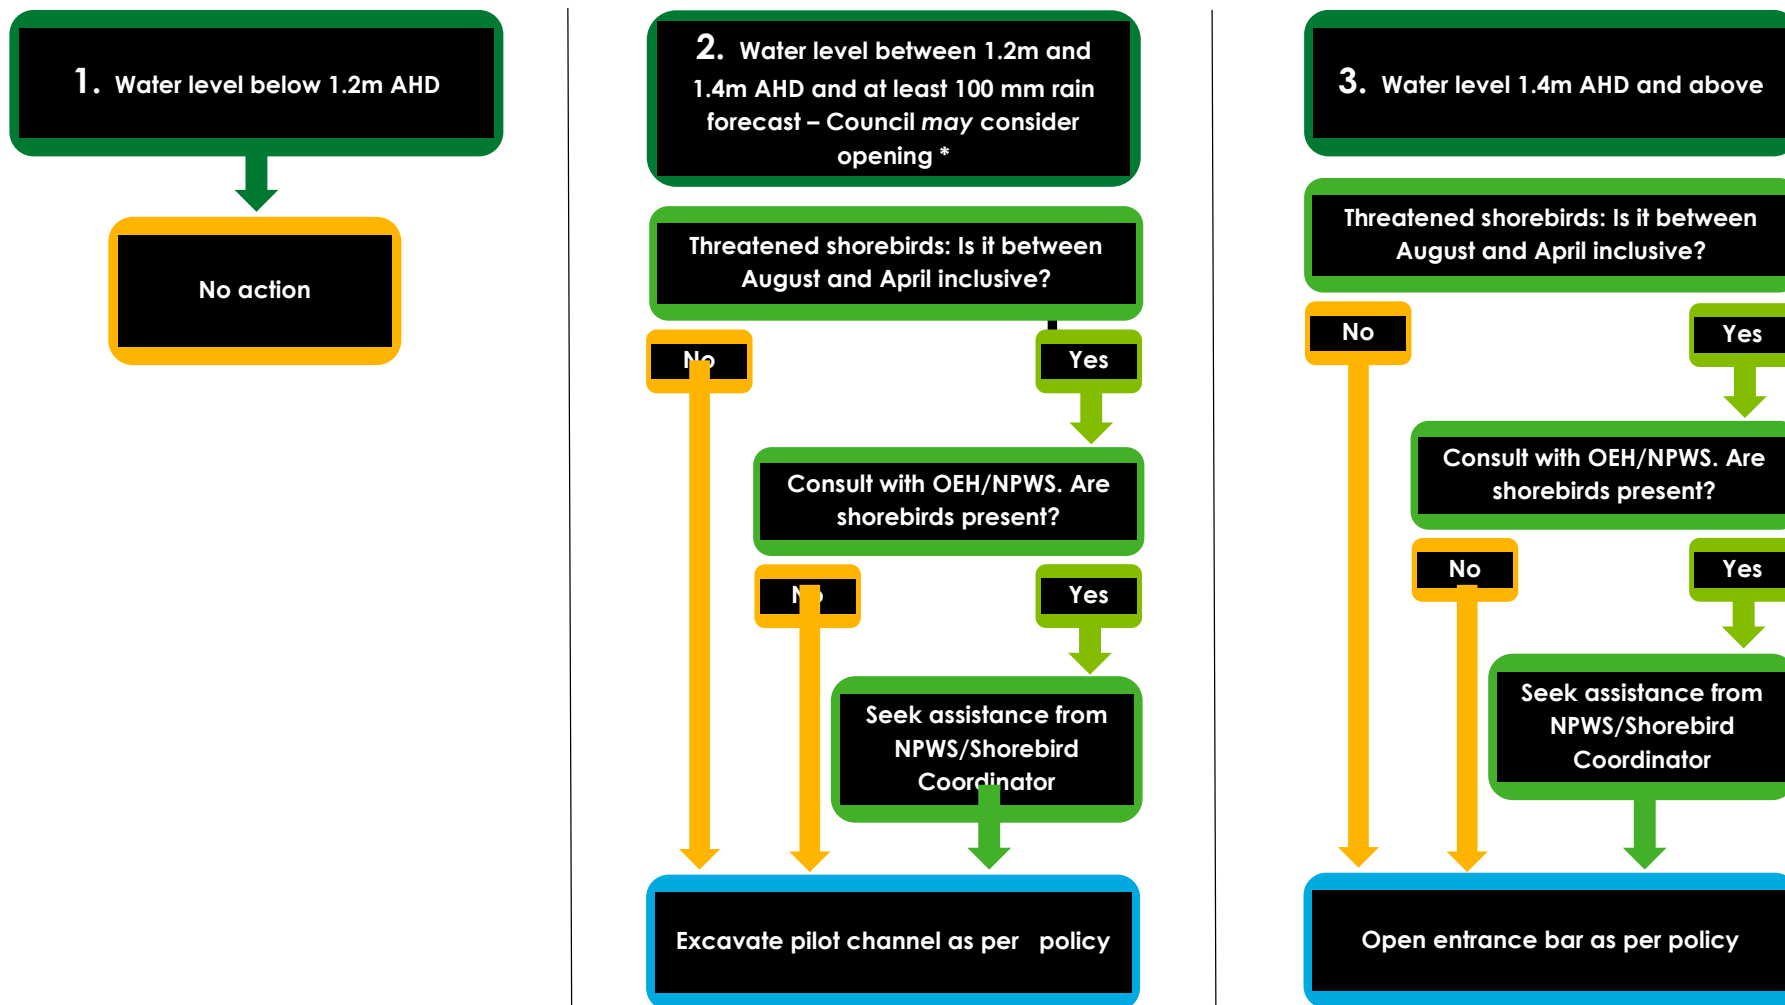 1. Water level below 1.2m AHD
No action
2. Water level between 1.2m and
1.4m AHD and at least 100 mm rain
forecast – Council may consider
opening *
Threatened shorebirds: Is it between
August and April inclusive?
No
Yes
Consult with OEH/NPWS. Are
shorebirds present?
No
Yes
Seek assistance from
NPWS/Shorebird
Coordinator
Excavate pilot channel as per policy
3. Water level 1.4m AHD and above
Threatened shorebirds: Is it between
August and April inclusive?
No
Yes
Consult with OEH/NPWS. Are
shorebirds present?
No
Yes
Seek assistance from
NPWS/Shorebird
Coordinator
Open entrance bar as per policy